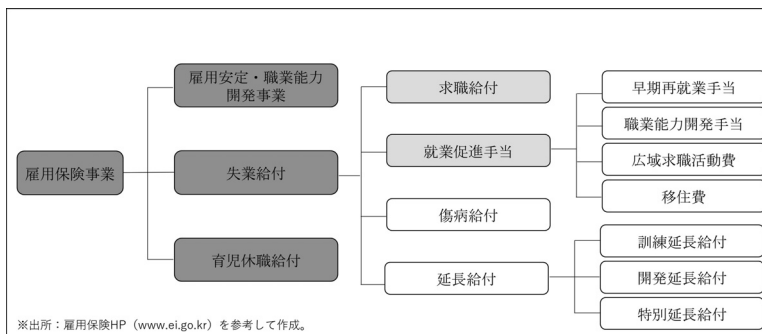 雇用保険事業
雇用安定・職業能力
開発事業
失業給付
育児休職給付
求職給付
就業促進手当
傷病給付
延長給付
早期再就業手当
職業能力開発手当
広域求職活動費
移住費
訓練延長給付
開発延長給付
特別延長給付
※出所：雇用保険HP（www.ei.go.kr）を参考して作成。